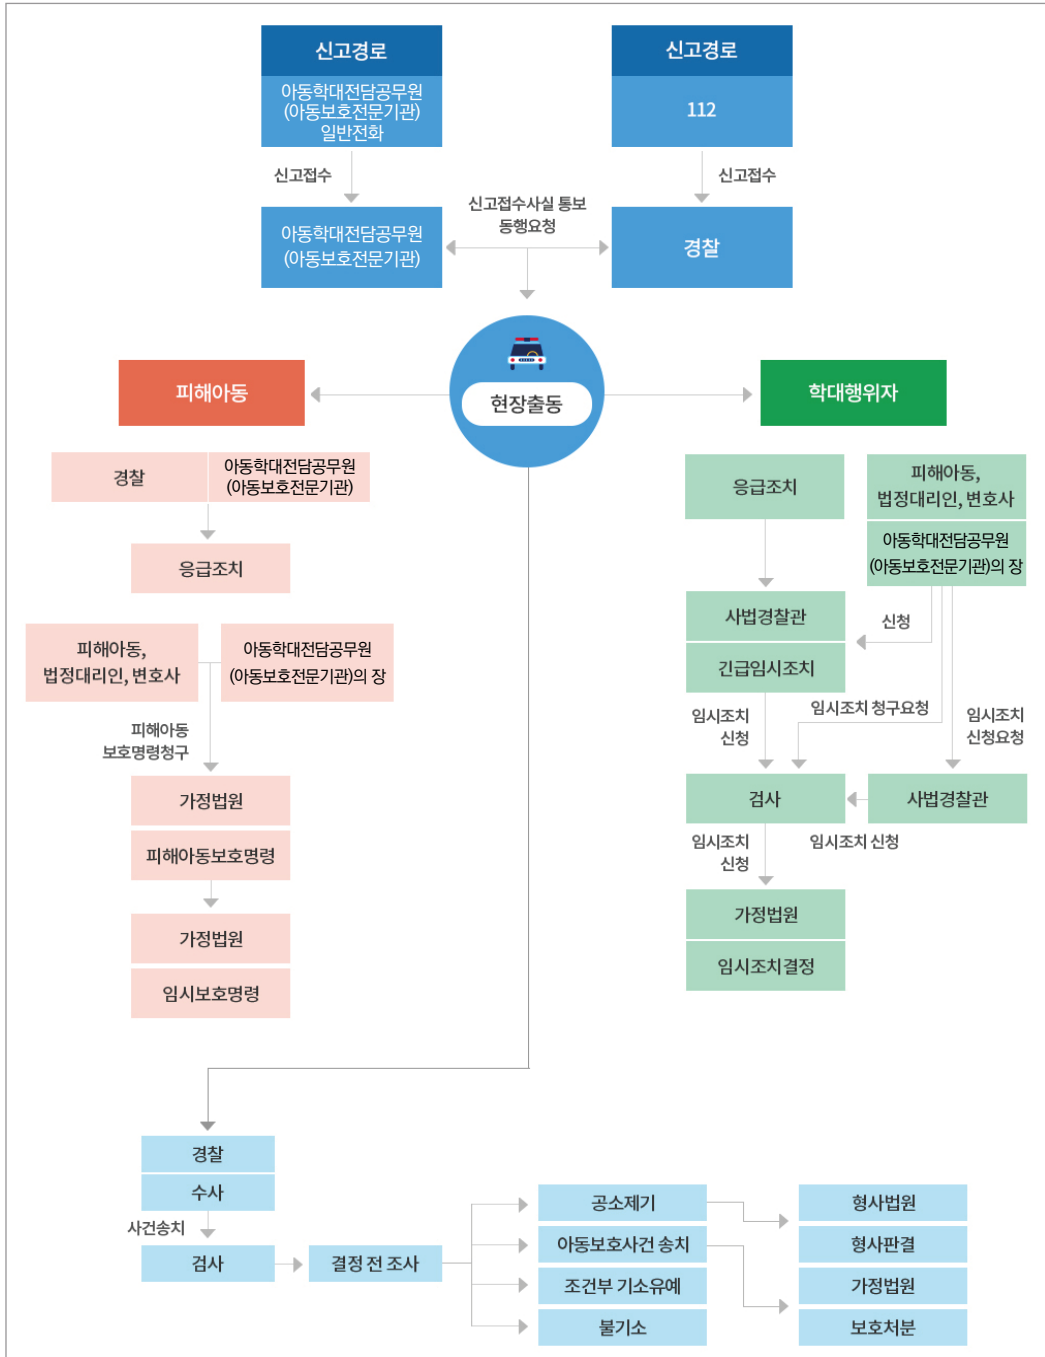 신고경로
아동학대전담공무원
(아동보호전문기관)
일반전화
신고경로
112
신고접수
신고접수
아동학대전담공무원
(아동보호전문기관)
신고접수사실 통보
동행요청
경찰
현장출동
피해아동
학대행위자
경찰
아동학대전담공무원
(아동보호전문기관)
응급조치
피해아동,
법정대리인, 변호사
아동학대전담공무원
(아동보호전문기관)의 장
피해아동
보호명령청구
가정법원
피해아동보호명령
가정법원
임시보호명령
응급조치
피해아동,
법정대리인, 변호사
아동학대전담공무원
(아동보호전문기관)의 장
사법경찰관
긴급임시조치
신청
임시조치
신청
임시조치 청구요청
임시조치
신청요청
검사
사법경찰관
임시조치
신청
임시조치 신청
가정법원
임시조치결정
경찰
수사
사건송치
검사
결정 전 조사
공소제기
아동보호사건 송치
조건부 기소유예
불기소
형사법원
형사판결
가정법원
보호처분